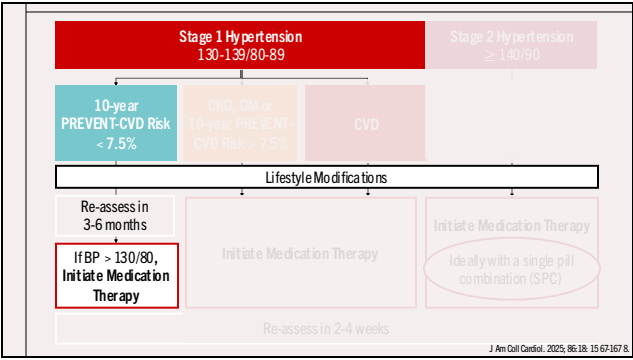 Stage 1 Hypertension
130-139/80-89
Stage 2 Hypertension
≥ 140/90
10-year
PREVENT-CVD Risk
< 7.5%
CKD, DM or
10-year PREVENT-
CVD Risk > 7.5%
CVD
Lifestyle Modifications
Re-assess in
3-6 months
If BP > 130/80,
Initiate Medication
Therapy
Initiate Medication Therapy
Initiate Medication Therapy
Ideally with a single pill
combination (SPC)
Re-assess in 2-4 weeks
J Am Coll Cardiol. 2025; 86:18: 1567-1678.